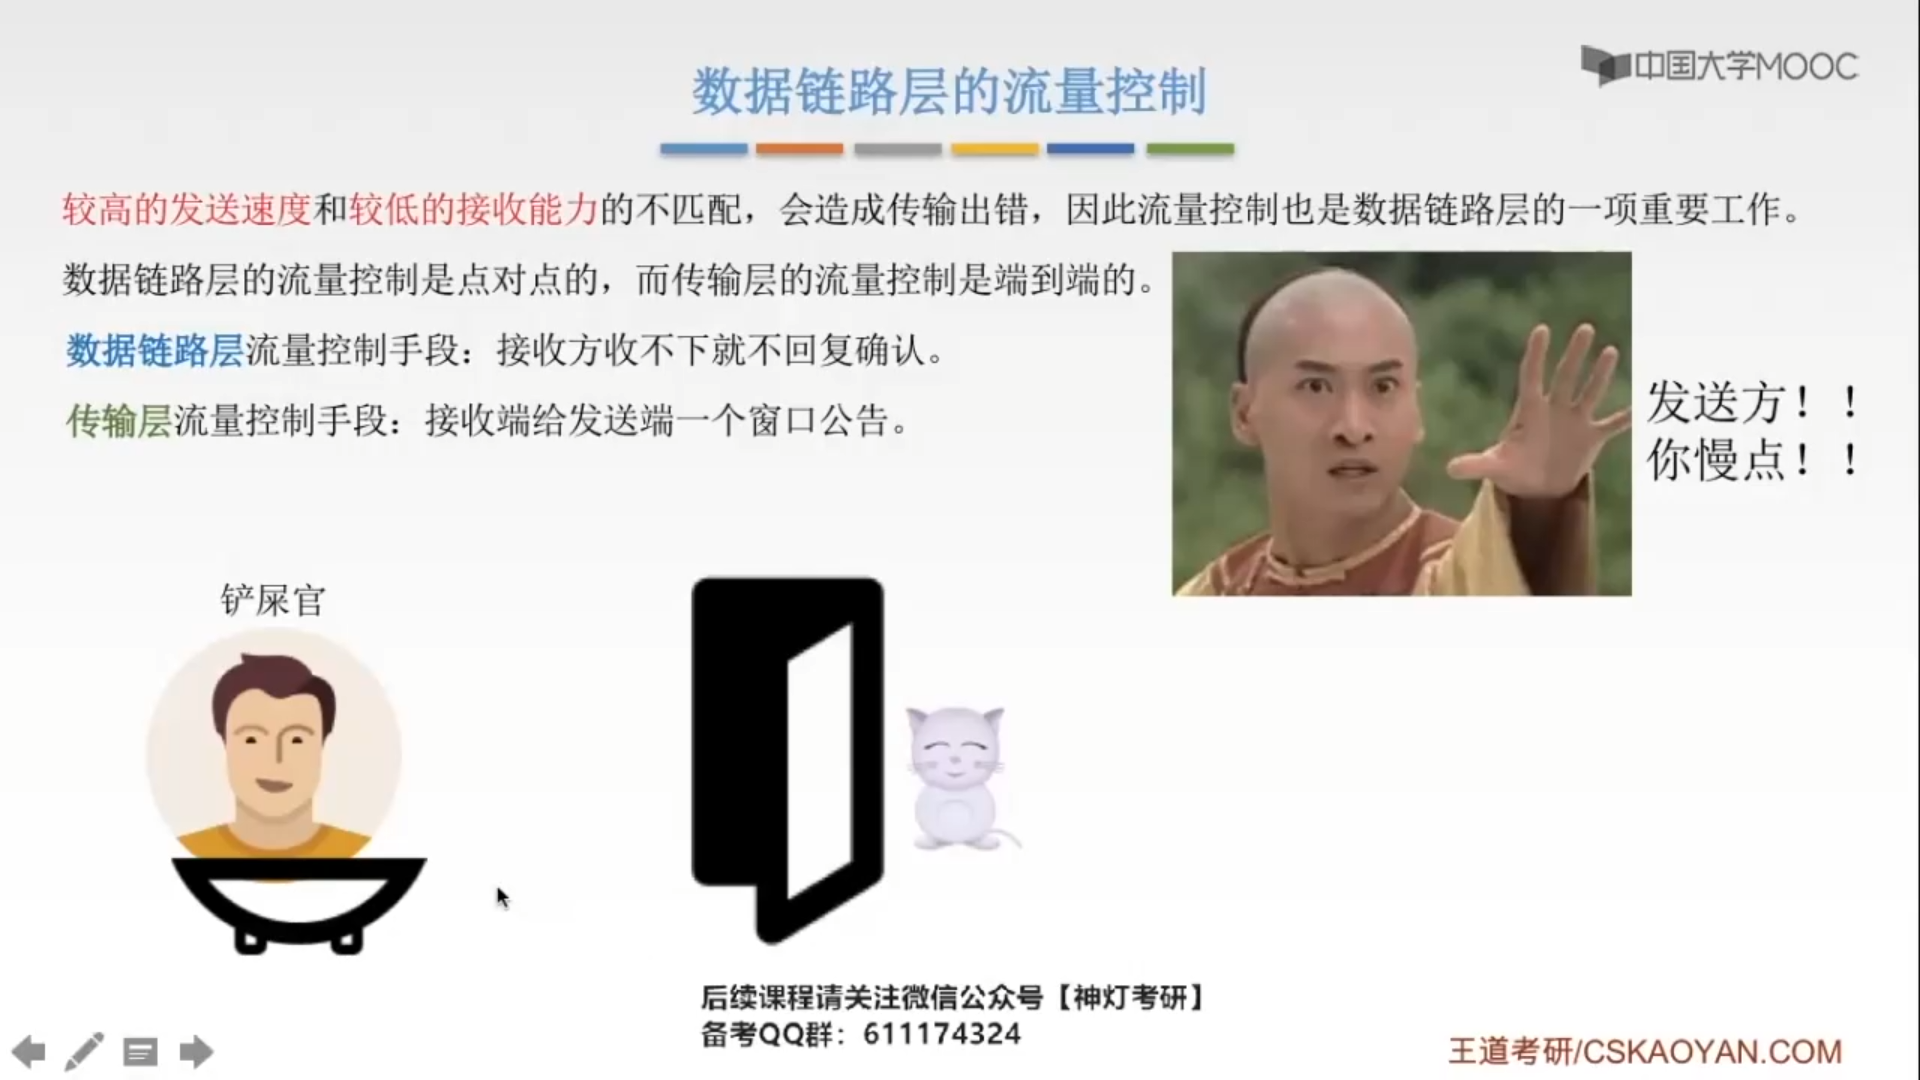 数据链路层的流量控制
中国大学MOOC
较高的发送速度和较低的接收能力的不匹配，会造成传输出错，因此流量控制也是数据链路层的一项重要工作。
数据链路层的流量控制是点对点的，而传输层的流量控制是端到端的。
数据链路层流量控制手段：接收方收不下就不回复确认。
传输层流量控制手段：接收端给发送端一个窗口公告。
发送方！！
你慢点！！
铲屎官
后续课程请关注微信公众号【神灯考研】
备考QQ群：611174324
王道考研/CSKAOYAN.COM